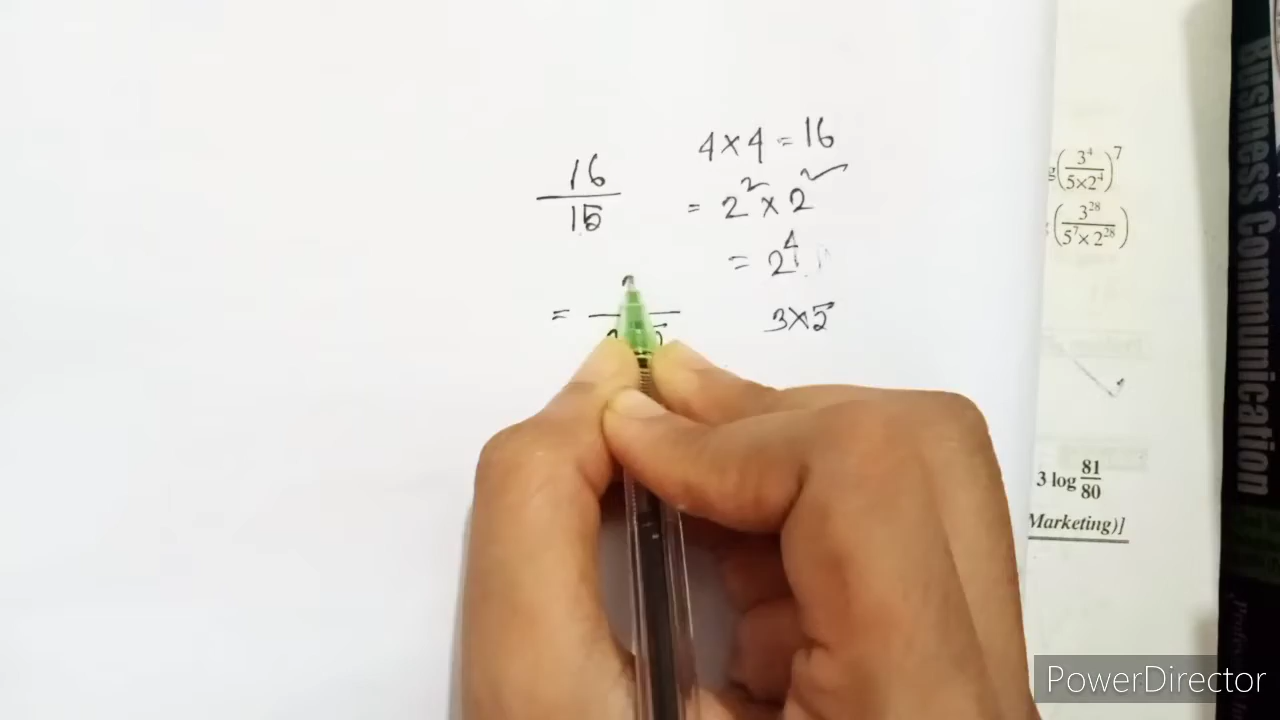 4×4=16
16
15
= 2² × 2²
= 2⁴
=
3×5
(3⁴/5×2⁴)⁷
(3²⁸/5⁷×2²⁸)
3 log 81/80
Marketing)]
Business Communication
PowerDirector